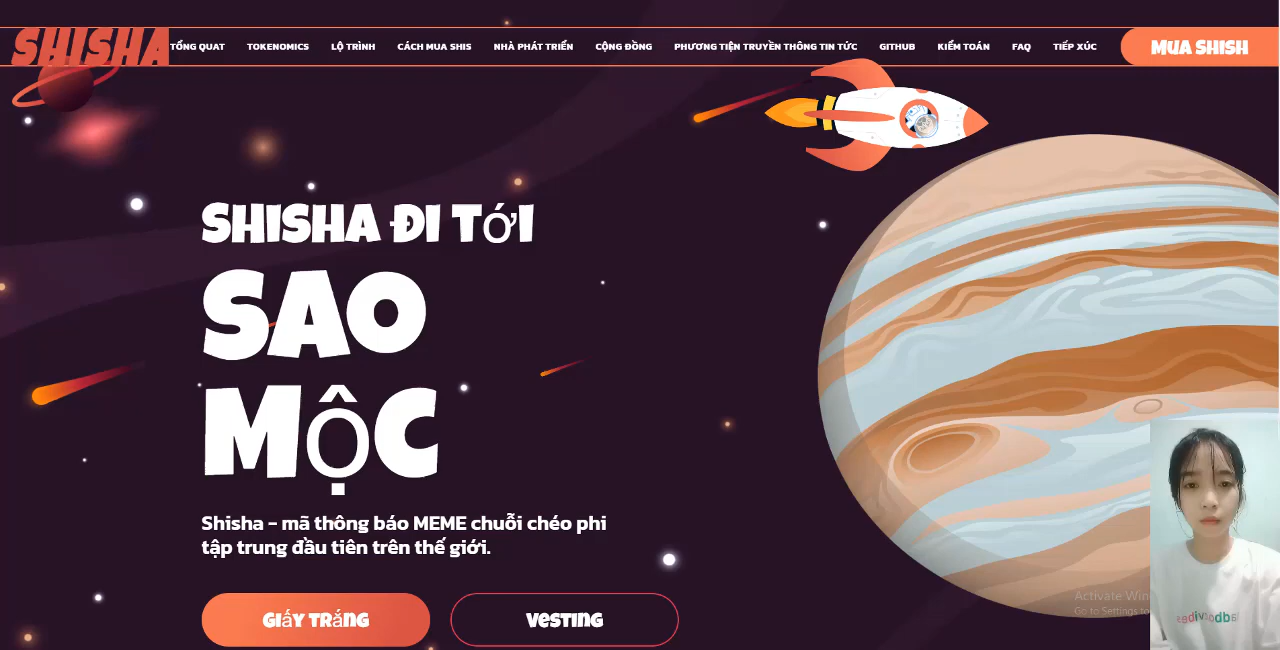 SHISHA
TỔNG QUAT TOKENOMICS LỘ TRÌNH CÁCH MUA SHIS NHÀ PHÁT TRIỂN CỘNG ĐỒNG PHƯƠNG TIỆN TRUYỀN THÔNG TIN TỨC GITHUB KIỂM TOÁN FAQ TIẾP XÚC MUA SHISH
SHISHA ĐI TỚI
SAO
MỘC
Shisha - mã thông báo MEME chuỗi chéo phi
tập trung đầu tiên trên thế giới.
GIẤY TRẮNG VESTING
Activate Win
Go to Settings to